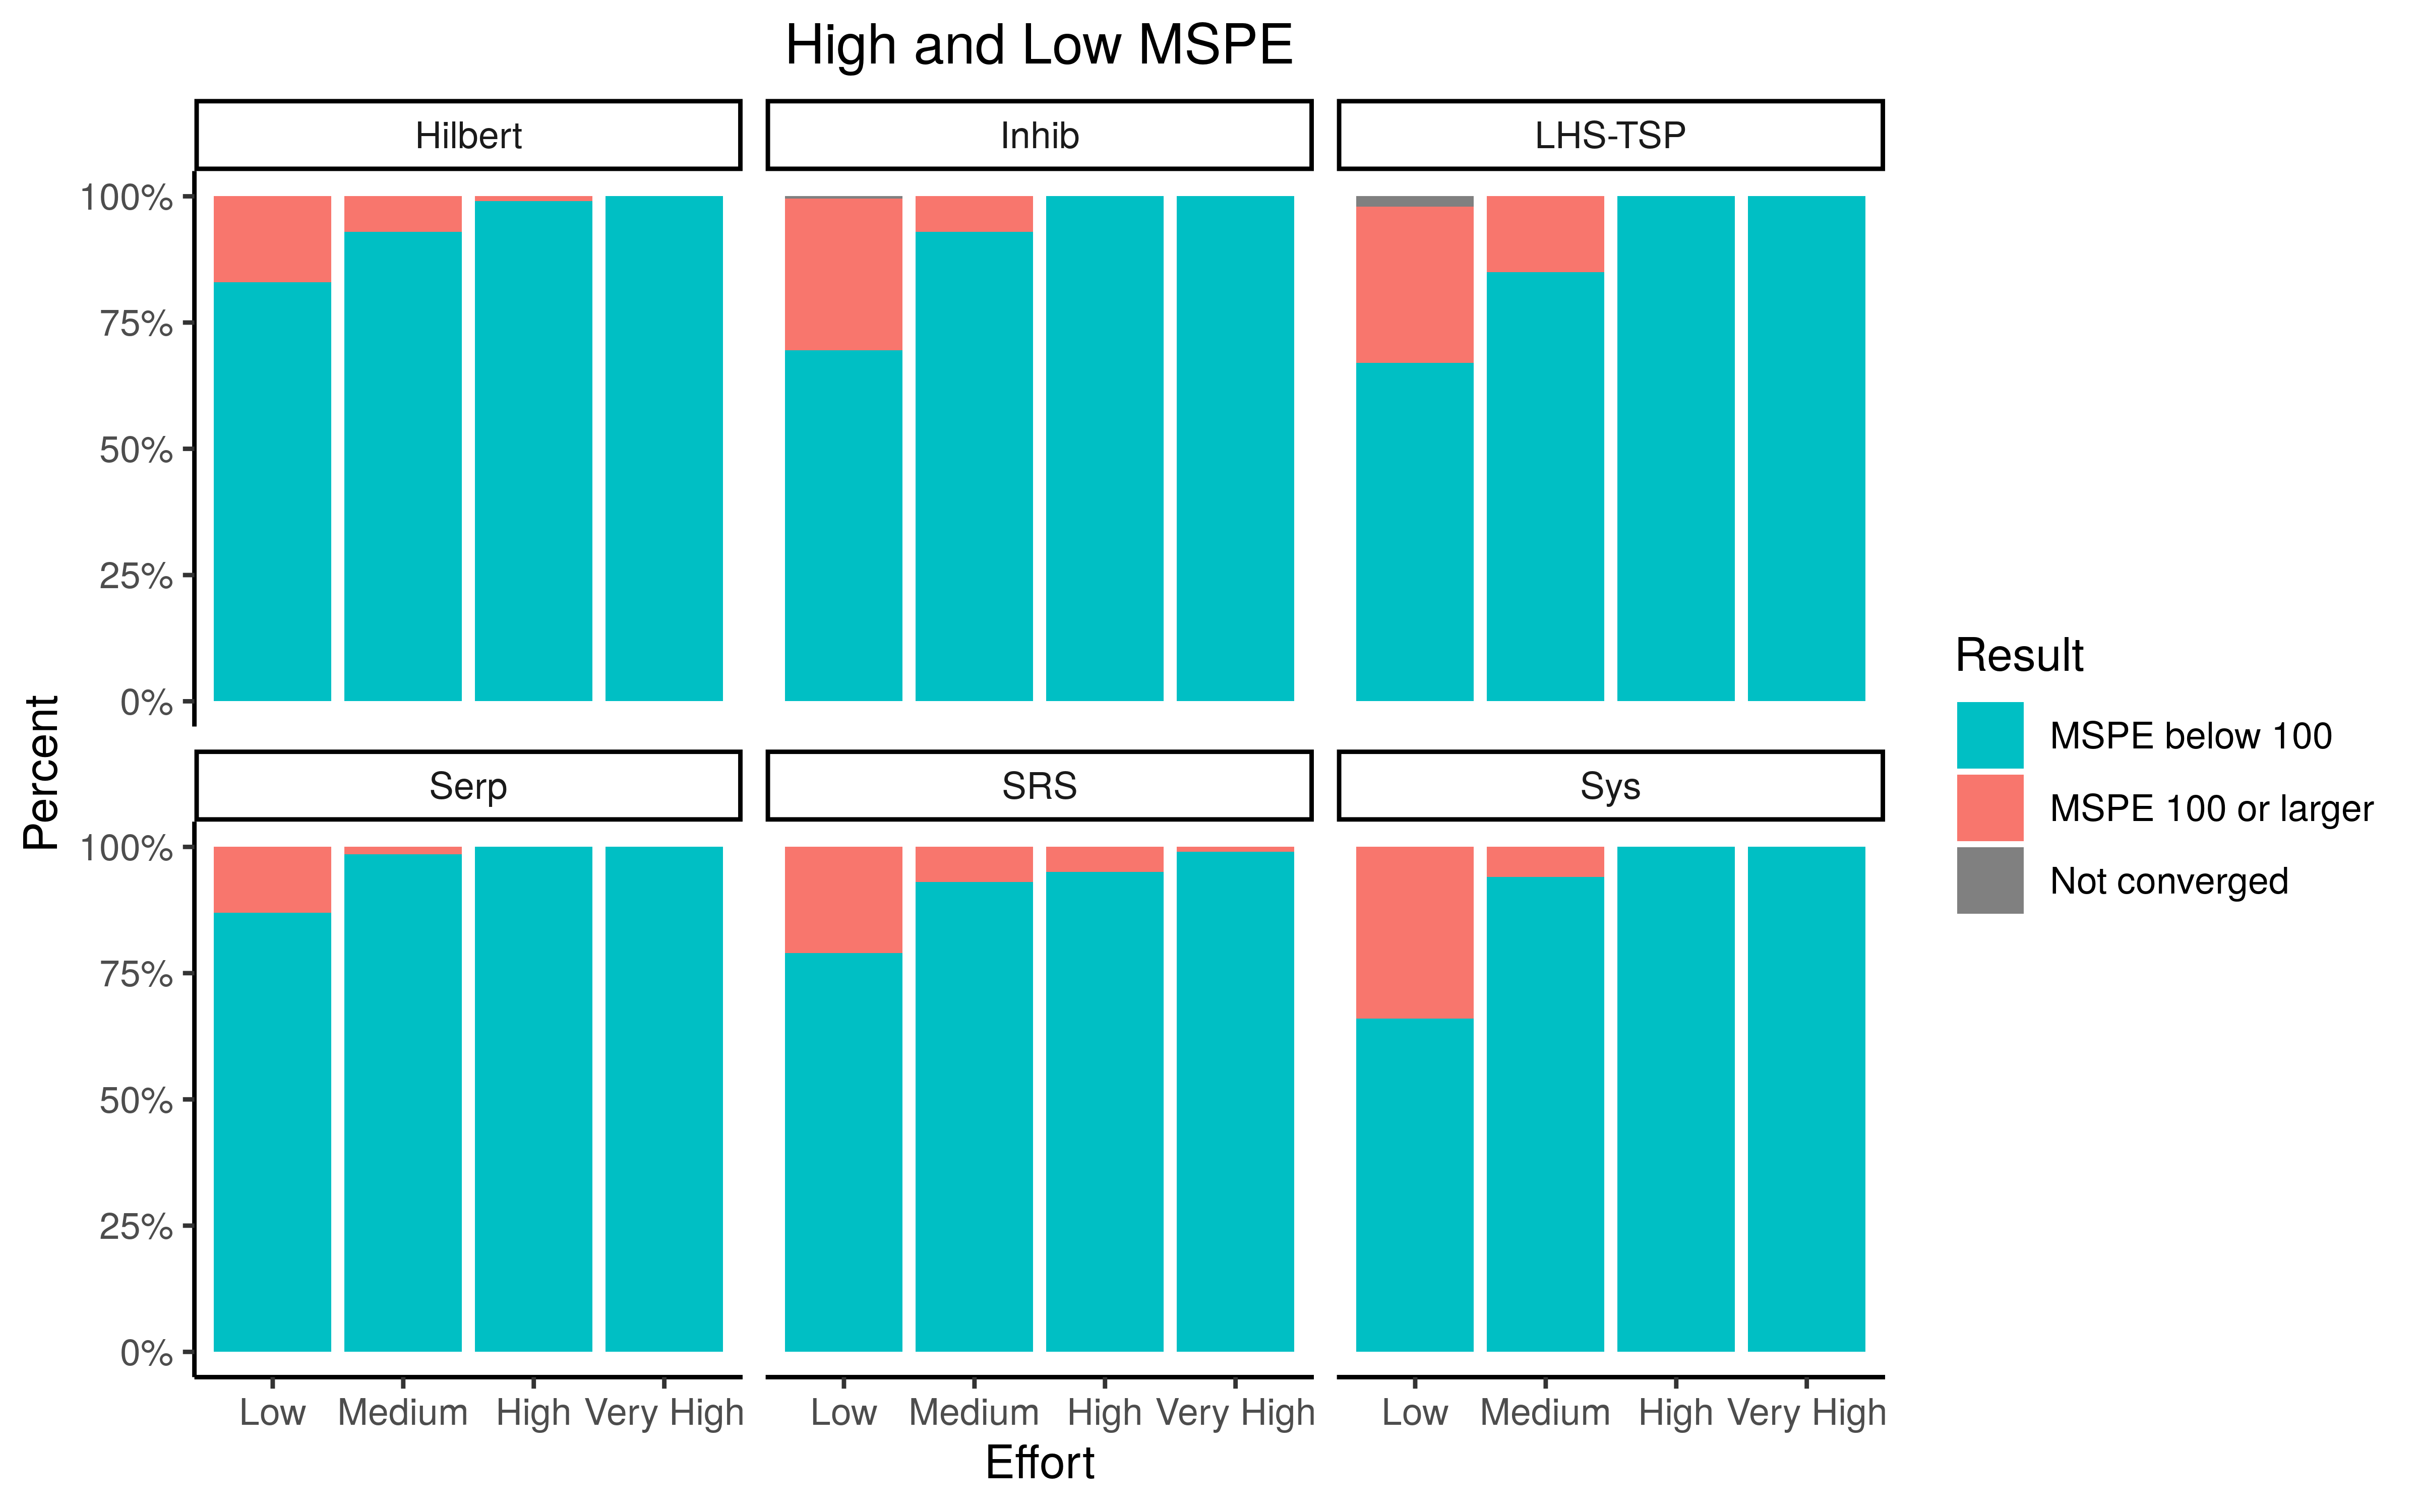 High and Low MSPE
Hilbert
Inhib
LHS-TSP
100%
75%
50%
25%
0%
Serp
SRS
Sys
100%
75%
50%
25%
0%
Low Medium High Very High
Low Medium High Very High
Low Medium High Very High
Effort
Percent
Result
MSPE below 100
MSPE 100 or larger
Not converged